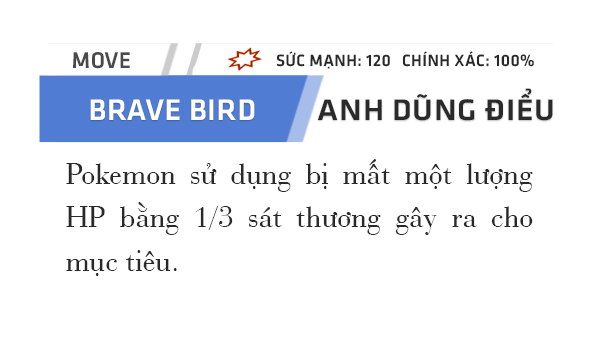 MOVE SỨC MẠNH: 120 CHÍNH XÁC: 100%
BRAVE BIRD ANH DŨNG ĐIỂU
Pokemon sử dụng bị mất một lượng
HP bằng 1/3 sát thương gây ra cho
mục tiêu.